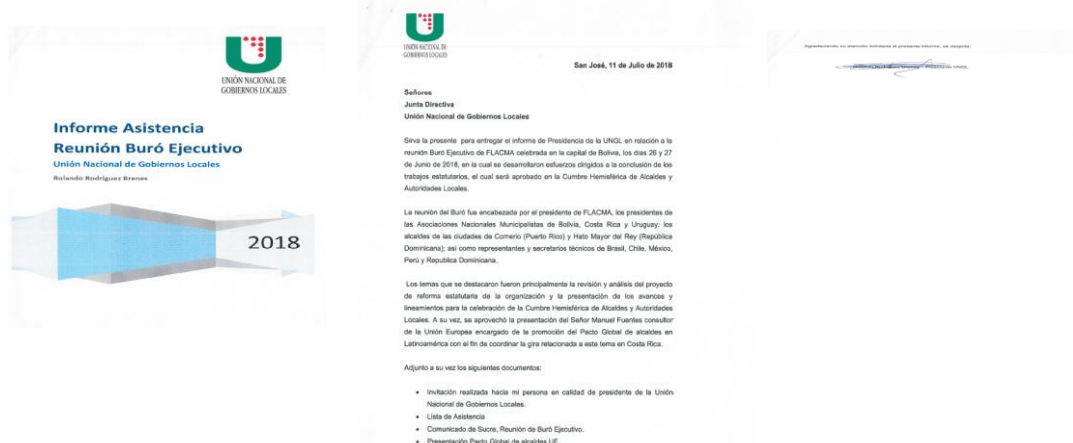 UNIÓN NACIONAL DE
GOBIERNOS LOCALES
Informe Asistencia
Reunión Buró Ejecutivo
Unión Nacional de Gobiernos Locales
Rolando Rodríguez Brenes
2018
UNIÓN NACIONAL DE
GOBIERNOS LOCALES
San José, 11 de Julio de 2018
Señores
Junta Directiva
Unión Nacional de Gobiernos Locales
Sirva la presente para entregar el informe de Presidencia de la UNGL en relación a la
reunión Buró Ejecutivo de FLACMA celebrada en la capital de Bolivia, los días 26 y 27
de Junio de 2018, en la cual se desarrollaron esfuerzos dirigidos a la conclusión de los
trabajos estatutarios, el cual será aprobado en la Cumbre Hemisférica de Alcaldes y
Autoridades Locales.
La reunión del Buró fue encabezada por el presidente de FLACMA, los presidentes de
las Asociaciones Nacionales Municipalistas de Bolivia, Costa Rica y Uruguay; los
alcaldes de las ciudades de Comerio (Puerto Rico) y Hato Mayor del Rey (República
Dominicana); así como representantes y secretarios técnicos de Brasil, Chile, México,
Perú y Republica Dominicana.
Los temas que se destacaron fueron principalmente la revisión y análisis del proyecto
de reforma estatutaria de la organización y la presentación de los avances y
lineamientos para la celebración de la Cumbre Hemisférica de Alcaldes y Autoridades
Locales. A su vez, se aprovechó la presentación del Señor Manuel Fuentes consultor
de la Unión Europea encargado de la promoción del Pacto Global de alcaldes en
Latinoamérica con el fin de coordinar la gira relacionada a este tema en Costa Rica.
Adjunto a su vez los siguientes documentos:
• Invitación realizada hacia mi persona en calidad de presidente de la Unión
Nacional de Gobiernos Locales.
• Lista de Asistencia
• Comunicado de Sucre, Reunión de Buró Ejecutivo.
• Presentación Pacto Global de alcaldes UE.
Agradeciendo su atención brindada al presente informe, se despide;
Presidente UNGL